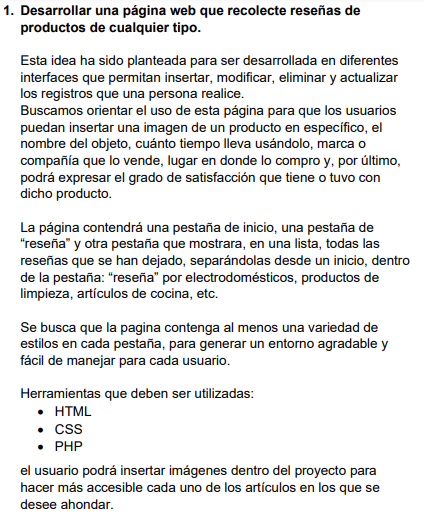 1. Desarrollar una página web que recolecte reseñas de
productos de cualquier tipo.
Esta idea ha sido planteada para ser desarrollada en diferentes
interfaces que permitan insertar, modificar, eliminar y actualizar
los registros que una persona realice.
Buscamos orientar el uso de esta página para que los usuarios
puedan insertar una imagen de un producto en específico, el
nombre del objeto, cuánto tiempo lleva usándolo, marca o
compañía que lo vende, lugar en donde lo compro y, por último,
podrá expresar el grado de satisfacción que tiene o tuvo con
dicho producto.
La página contendrá una pestaña de inicio, una pestaña de
“reseña” y otra pestaña que mostrara, en una lista, todas las
reseñas que se han dejado, separándolas desde un inicio, dentro
de la pestaña: “reseña” por electrodomésticos, productos de
limpieza, artículos de cocina, etc.
Se busca que la pagina contenga al menos una variedad de
estilos en cada pestaña, para generar un entorno agradable y
fácil de manejar para cada usuario.
Herramientas que deben ser utilizadas:
• HTML
• CSS
• PHP
el usuario podrá insertar imágenes dentro del proyecto para
hacer más accesible cada uno de los artículos en los que se
desee ahondar.